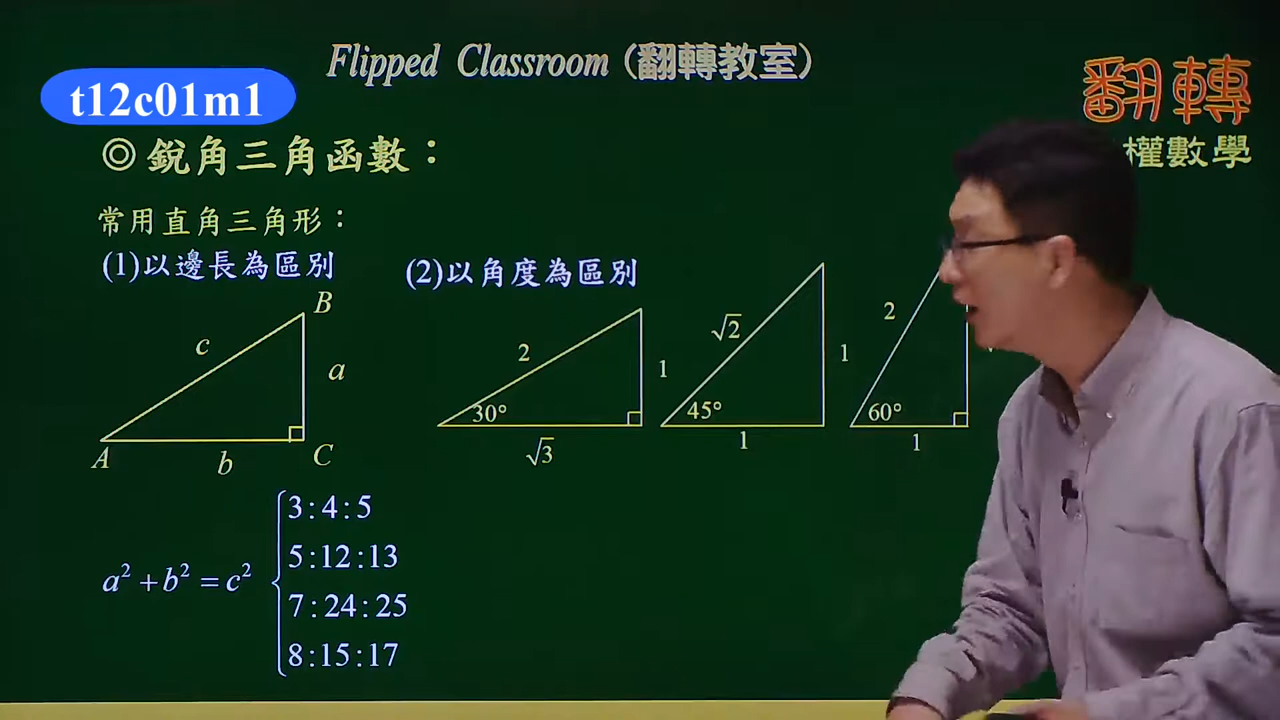 Flipped Classroom (翻轉教室)
t12c01m1
翻轉
權數學
◎銳角三角函數：
常用直角三角形：
(1)以邊長為區別
(2)以角度為區別
B
c
a
A
b
C
2
1
30°
√3
√2
1
45°
1
2
60°
1
a² + b² = c²
3:4:5
5:12:13
7:24:25
8:15:17